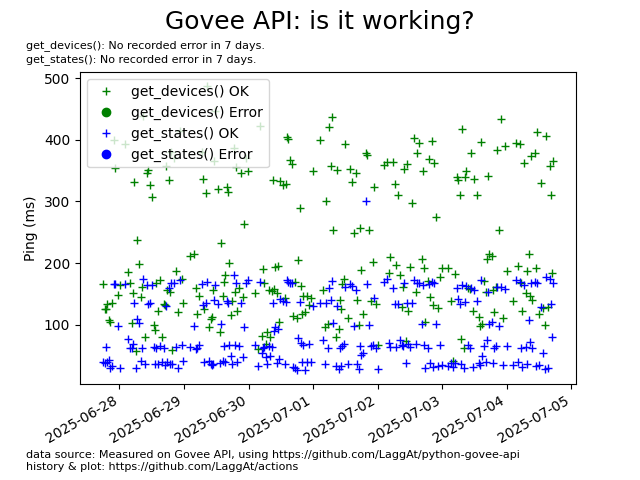 Govee API: is it working?
get_devices(): No recorded error in 7 days.
get_states(): No recorded error in 7 days.
get_devices() OK
get_devices() Error
get_states() OK
get_states() Error
Ping (ms)
500
400
300
200
100
2025-06-28
2025-06-29
2025-06-30
2025-07-01
2025-07-02
2025-07-03
2025-07-04
2025-07-05
data source: Measured on Govee API, using https://github.com/LaggAt/python-govee-api
history & plot: https://github.com/LaggAt/actions